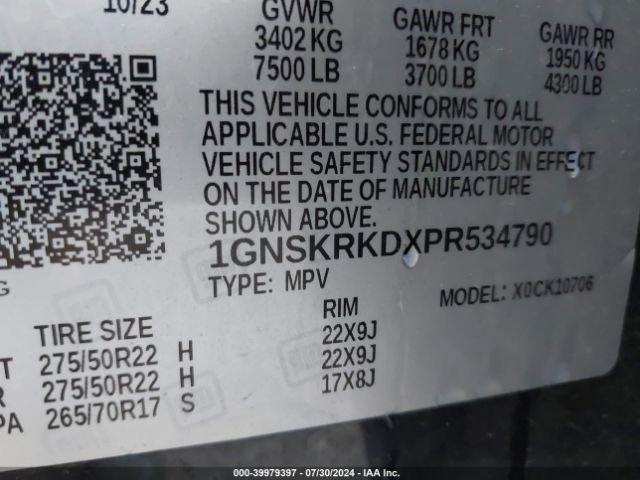 10/23 GVWR GAWR FRT GAWR RR
3402 KG 1678 KG 1950 KG
7500 LB 3700 LB 4300 LB
THIS VEHICLE CONFORMS TO ALL
APPLICABLE U.S. FEDERAL MOTOR
VEHICLE SAFETY STANDARDS IN EFFECT
ON THE DATE OF MANUFACTURE
SHOWN ABOVE.
1GNSKRKDXPR534790
G TYPE: MPV MODEL: X0CK10706
TIRE SIZE RIM
T 275/50R22 H 22X9J
R 275/50R22 H 22X9J
PA 265/70R17 S 17X8J
000-39979397 / 07/30/2024 / IAA Inc.